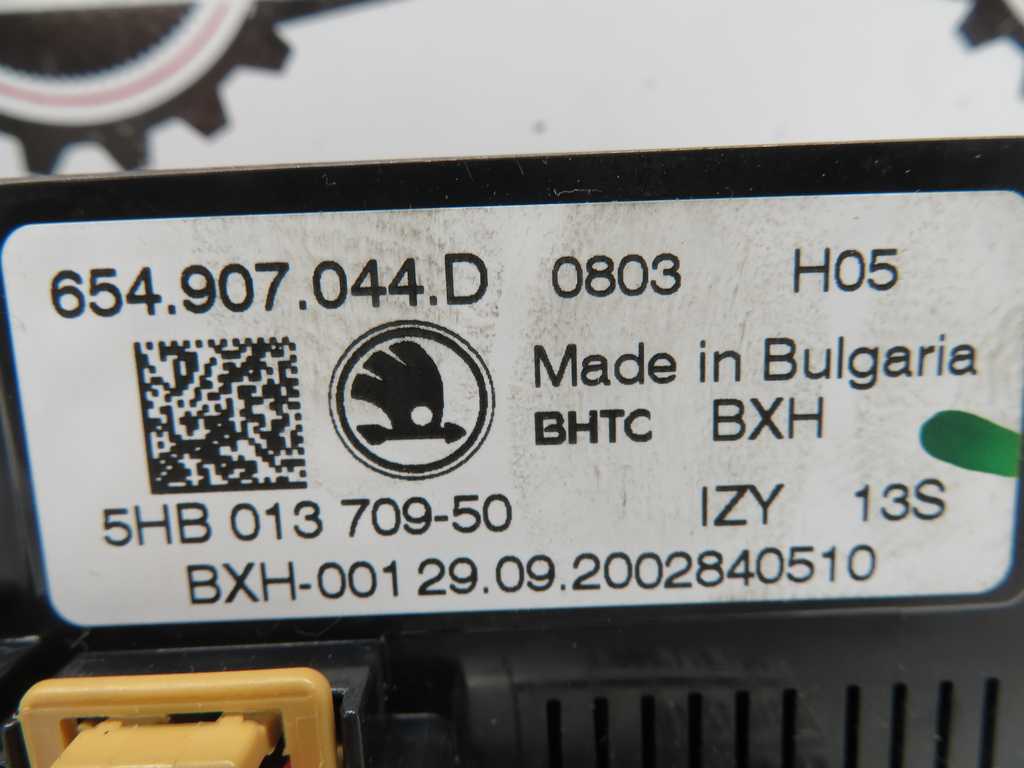 654.907.044.D 0803 H05
Made in Bulgaria
BHTC BXH
5HB 013 709-50 IZY 13S
BXH-001 29.09.2002840510